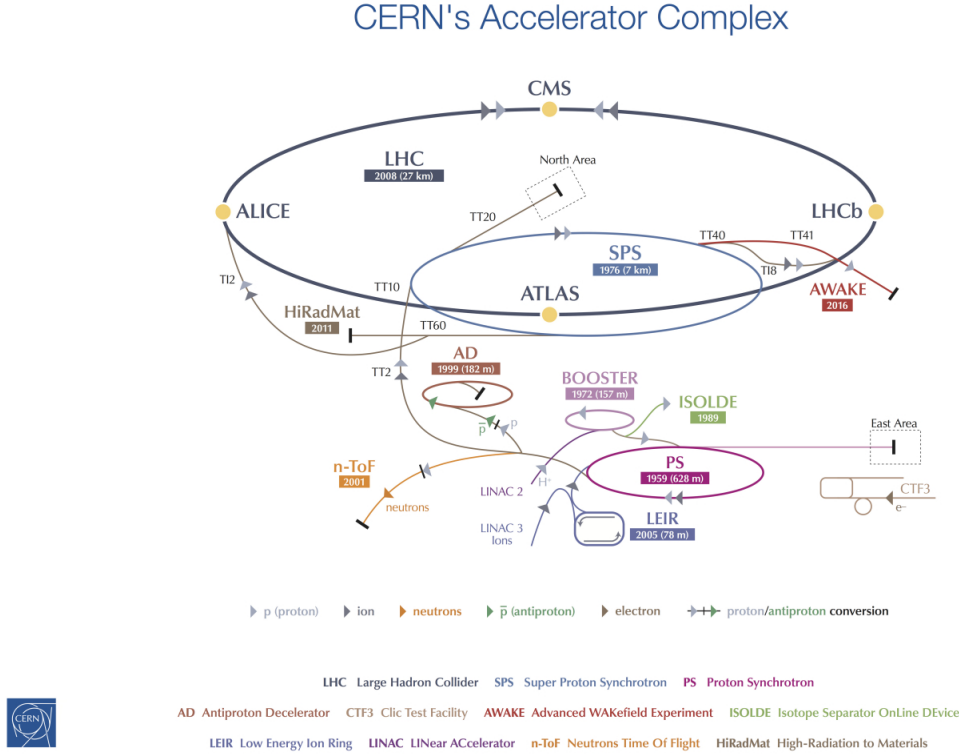 CERN's Accelerator Complex
CMS
LHC
2008 (27 km)
North Area
ALICE
LHCb
TT20
TT40
TT41
SPS
1976 (7 km)
TI2
TT10
TI8
ATLAS
AWAKE
2016
HiRadMat
2011
TT60
AD
1999 (182 m)
TT2
BOOSTER
1972 (157 m)
ISOLDE
1989
p̅
p
East Area
n-ToF
2001
PS
1959 (628 m)
LINAC 2
H⁺
neutrons
CTF3
e–
LINAC 3
Ions
LEIR
2005 (78 m)
p (proton)
ion
neutrons
p̅ (antiproton)
electron
proton/antiproton conversion
LHC Large Hadron Collider SPS Super Proton Synchrotron PS Proton Synchrotron
AD Antiproton Decelerator CTF3 Clic Test Facility AWAKE Advanced WAKefield Experiment ISOLDE Isotope Separator OnLine DEvice
LEIR Low Energy Ion Ring LINAC LINear ACcelerator n-ToF Neutrons Time Of Flight HiRadMat High-Radiation to Materials
CERN